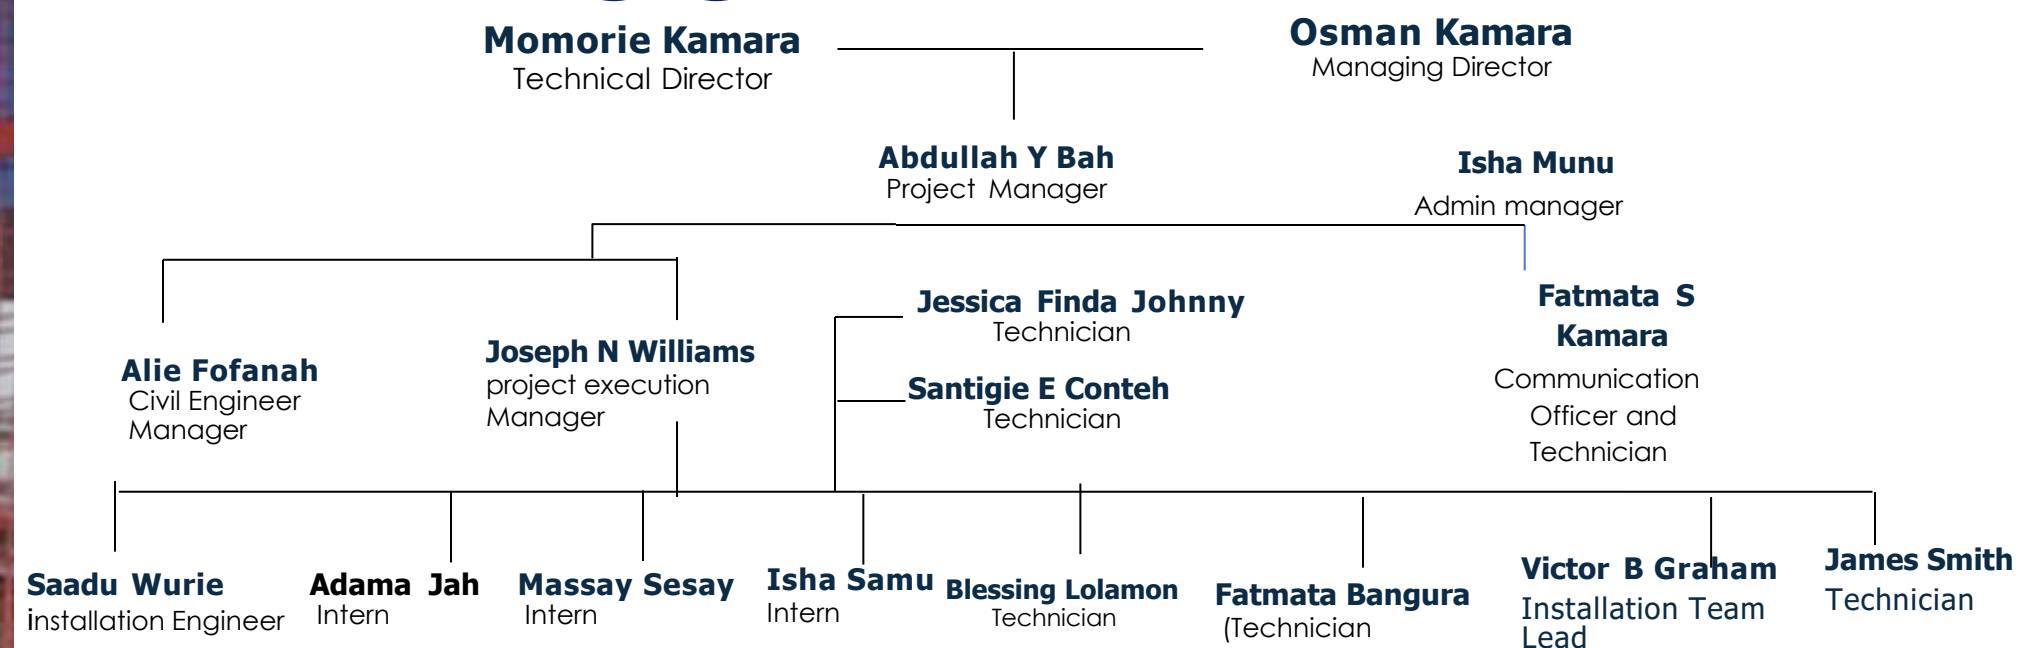 Momorie Kamara
Technical Director
Osman Kamara
Managing Director
Abdullah Y Bah
Project Manager
Isha Munu
Admin manager
Alie Fofanah
Civil Engineer
Manager
Joseph N Williams
project execution
Manager
Jessica Finda Johnny
Technician
Santigie E Conteh
Technician
Fatmata S
Kamara
Communication
Officer and
Technician
Saadu Wurie
installation Engineer
Adama Jah
Intern
Massay Sesay
Intern
Isha Samu
Intern
Blessing Lolamon
Technician
Fatmata Bangura
(Technician
Victor B Graham
Installation Team
Lead
James Smith
Technician